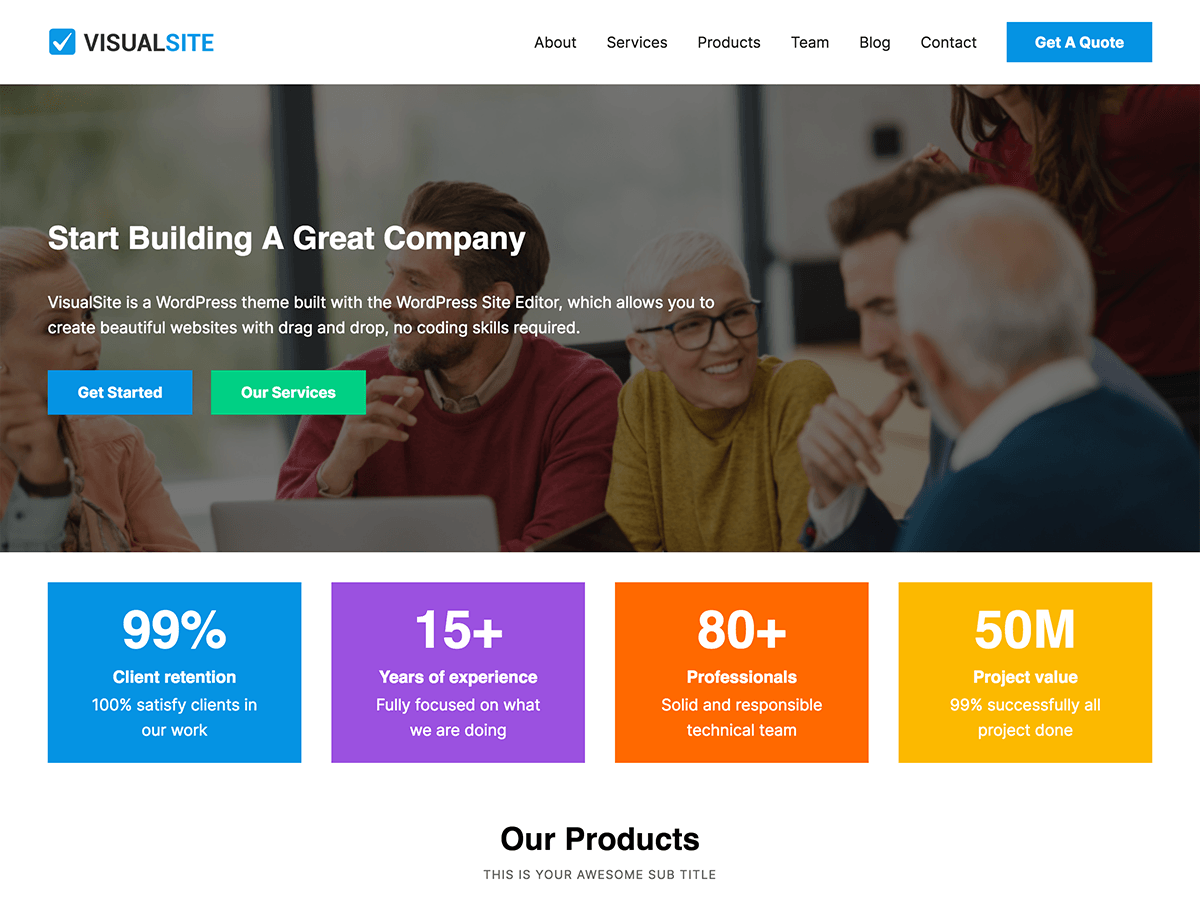 VISUALSITE
About Services Products Team Blog Contact Get A Quote
Start Building A Great Company
VisualSite is a WordPress theme built with the WordPress Site Editor, which allows you to
create beautiful websites with drag and drop, no coding skills required.
Get Started Our Services
99%
Client retention
100% satisfy clients in
our work
15+
Years of experience
Fully focused on what
we are doing
80+
Professionals
Solid and responsible
technical team
50M
Project value
99% successfully all
project done
Our Products
THIS IS YOUR AWESOME SUB TITLE